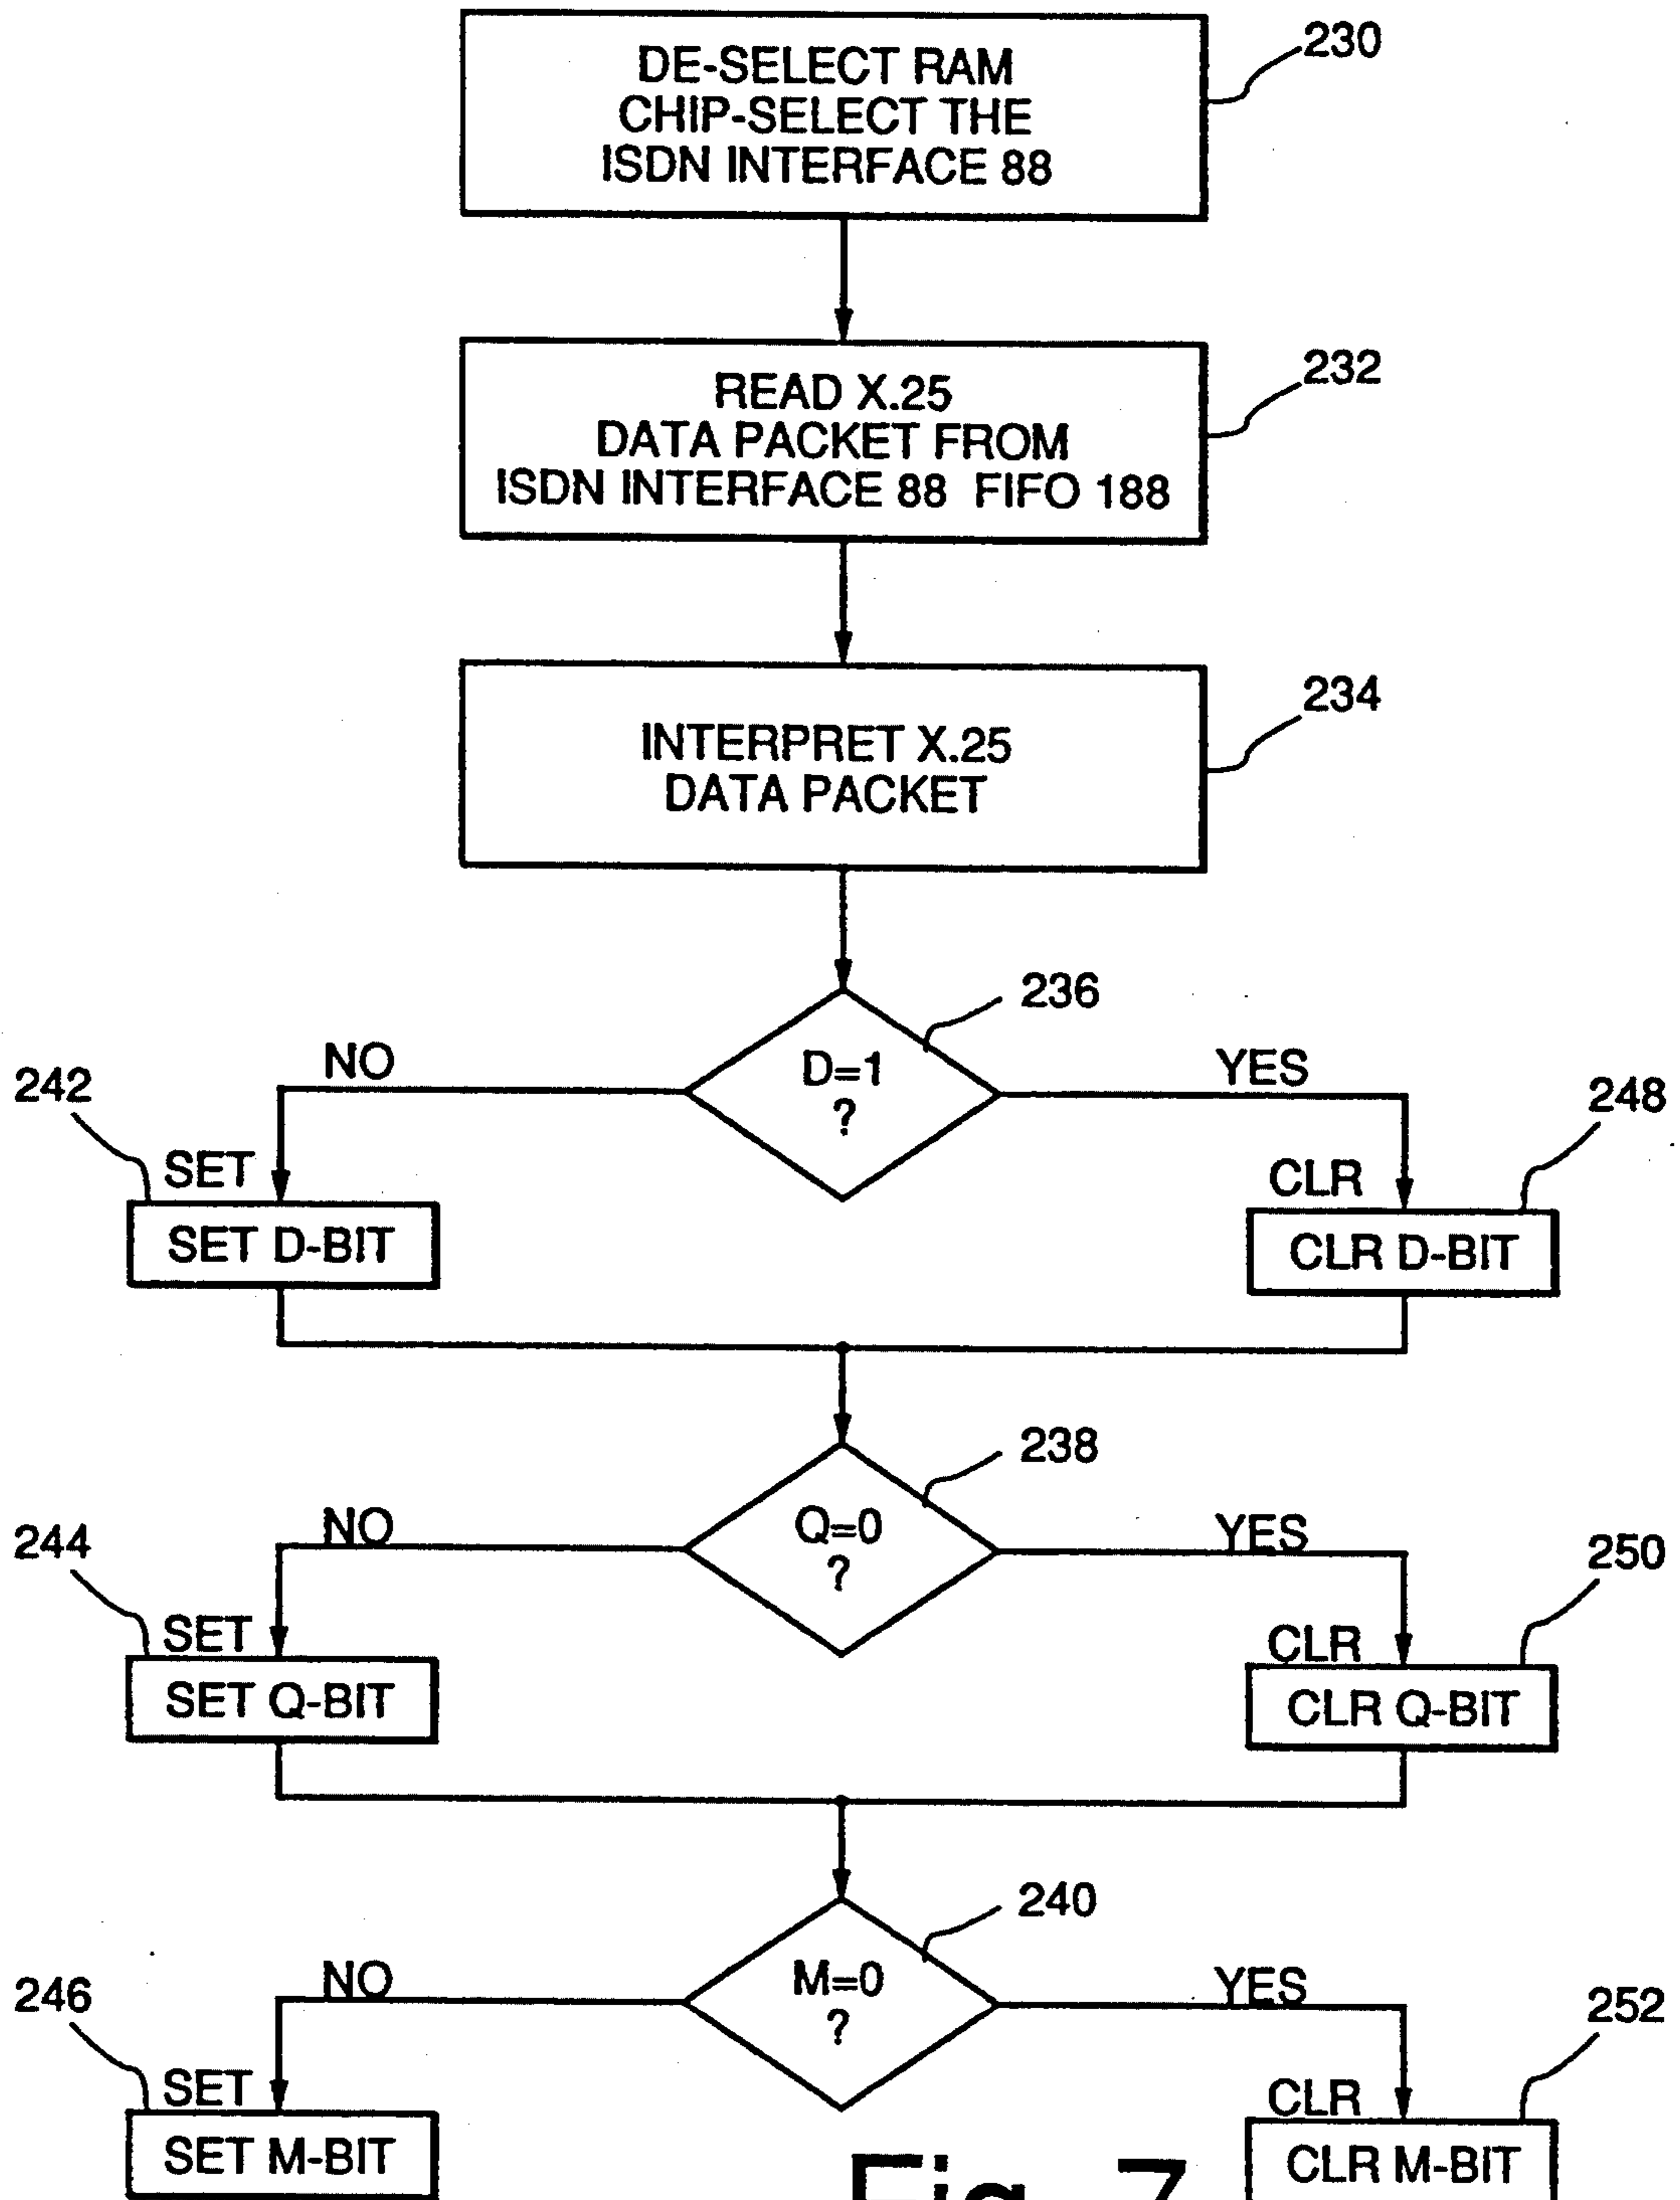 DE-SELECT RAM
CHIP-SELECT THE
ISDN INTERFACE 88
230
READ X.25
DATA PACKET FROM
ISDN INTERFACE 88 FIFO 188
232
INTERPRET X.25
DATA PACKET
234
236
D=1
?
NO
YES
242
SET
SET D-BIT
248
CLR
CLR D-BIT
238
Q=0
?
NO
YES
244
SET
SET Q-BIT
250
CLR
CLR Q-BIT
240
M=0
?
NO
YES
246
SET
SET M-BIT
252
CLR
CLR M-BIT
Fig. 7